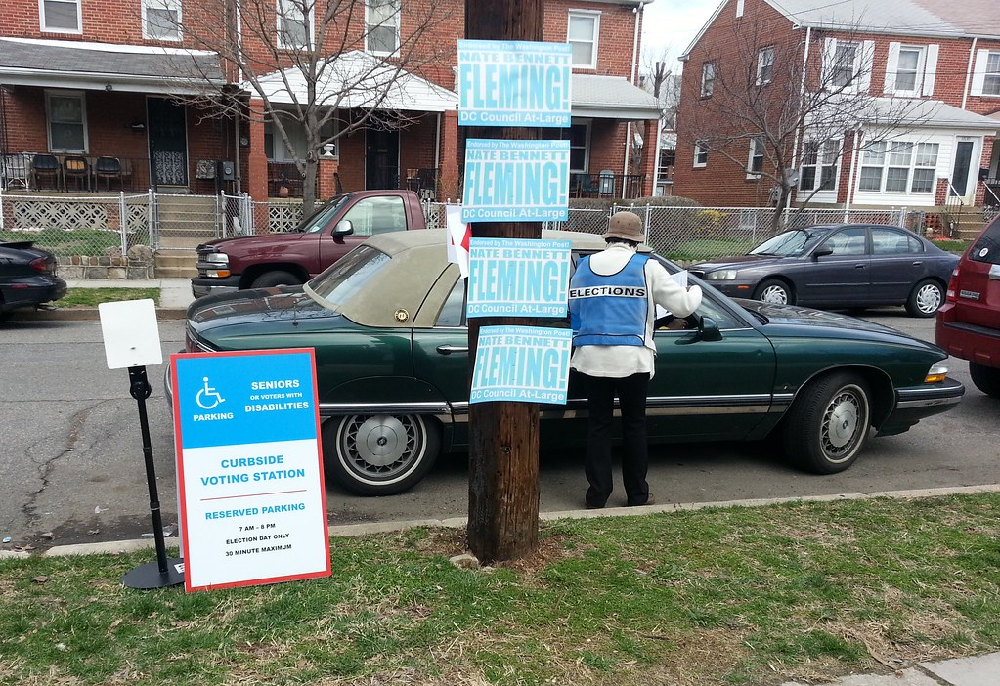 Endorsed by The Washington Post!
NATE BENNETT
FLEMING!
DC Council At-Large
Endorsed by The Washington Post!
NATE BENNETT
FLEMING!
DC Council At-Large
Endorsed by The Washington Post!
NATE BENNETT
FLEMING!
DC Council At-Large
Endorsed by The Washington Post!
NATE BENNETT
FLEMING!
DC Council At-Large
ELECTIONS
PARKING
SENIORS
OR VOTERS WITH
DISABILITIES
CURBSIDE
VOTING STATION
RESERVED PARKING
7 AM – 8 PM
ELECTION DAY ONLY
30 MINUTE MAXIMUM